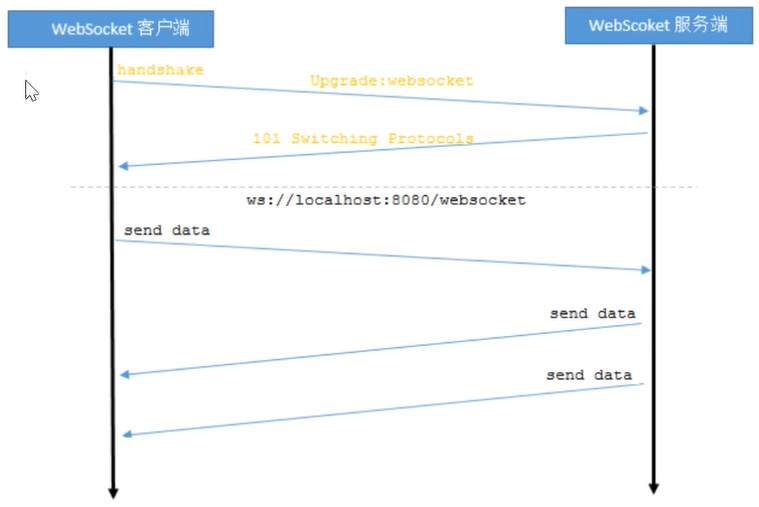 WebSocket 客户端
WebScoket 服务端
handshake
Upgrade:websocket
101 Switching Protocols
ws://localhost:8080/websocket
send data
send data
send data